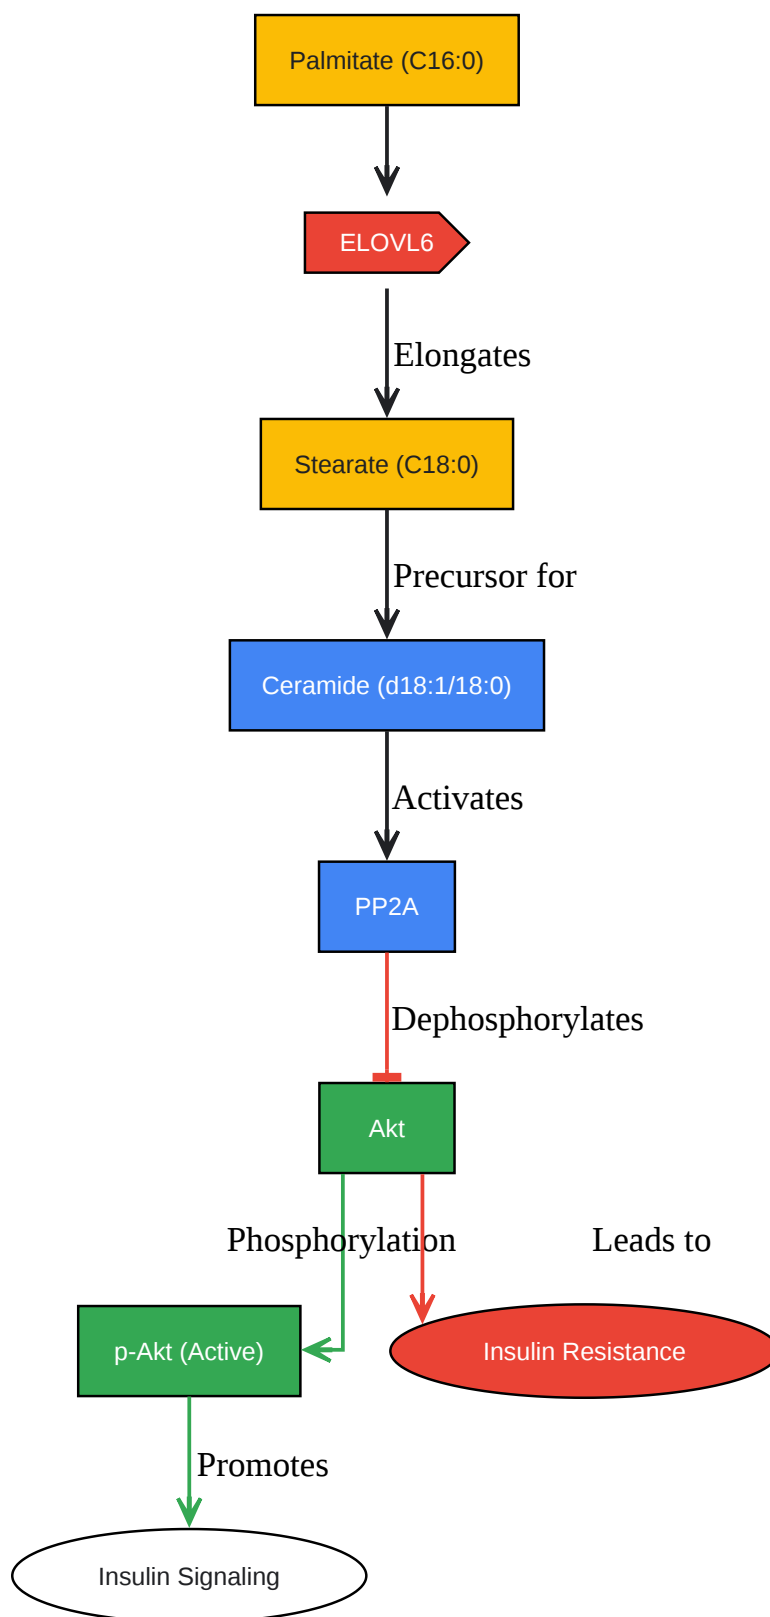 Palmitate (C16:0)
ELOVL6
Elongates
Stearate (C18:0)
Precursor for
Ceramide (d18:1/18:0)
Activates
PP2A
Dephosphorylates
Akt
Phosphorylation
Leads to
p-Akt (Active)
Insulin Resistance
Promotes
Insulin Signaling